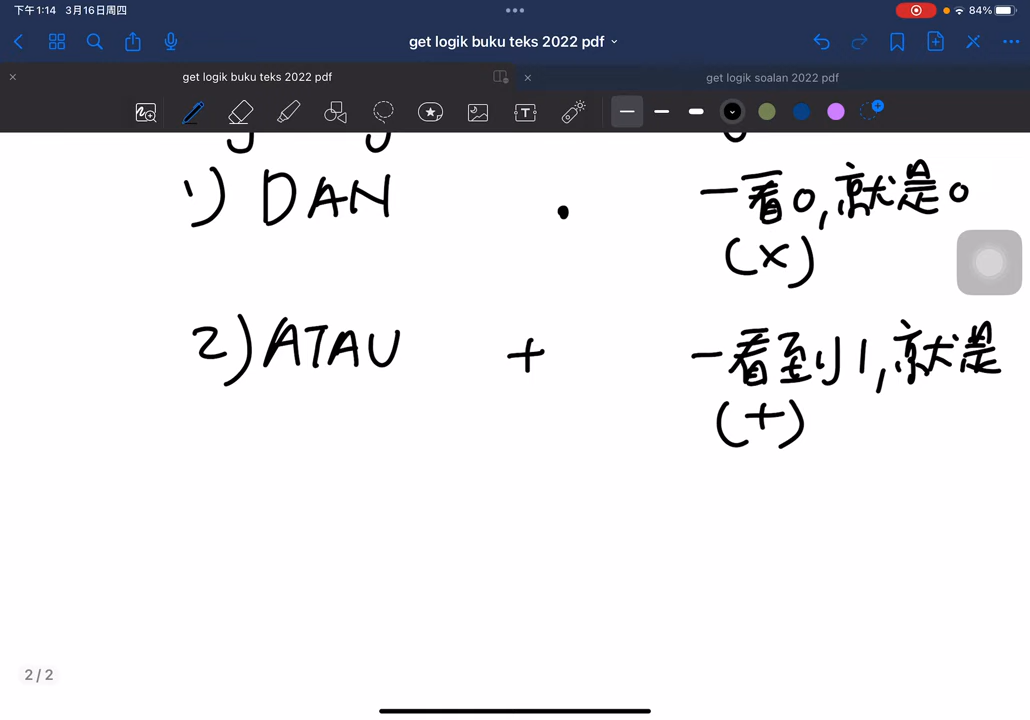 下午1:14 3月16日周四
84%
get logik buku teks 2022 pdf
get logik buku teks 2022 pdf
get logik soalan 2022 pdf
1) DAN . 一看0,就是0
(×)
2) ATAU + 一看到1,就是
(+)
2 / 2